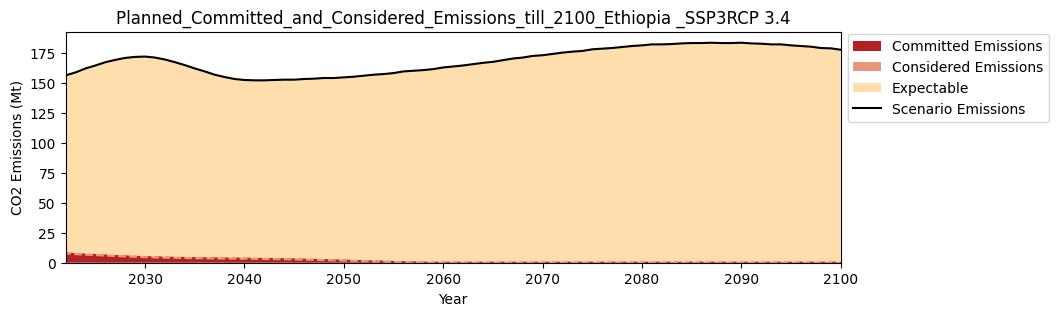 Planned_Committed_and_Considered_Emissions_till_2100_Ethiopia _SSP3RCP 3.4
Committed Emissions
Considered Emissions
Expectable
Scenario Emissions
CO2 Emissions (Mt)
175
150
125
100
75
50
25
0
2030 2040 2050 2060 2070 2080 2090 2100
Year